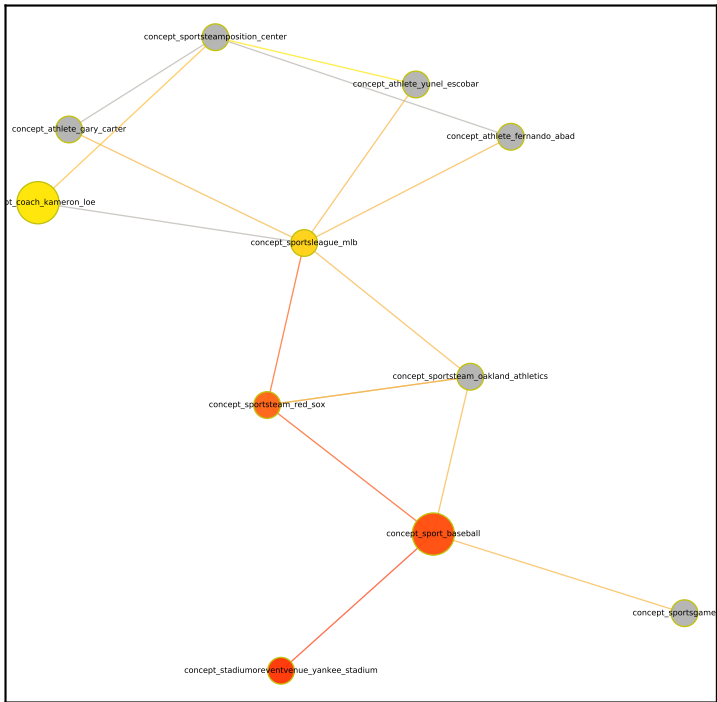 concept_sportsteamposition_center
concept_athlete_yunel_escobar
concept_athlete_gary_carter
concept_athlete_fernando_abad
pt_coach_kameron_loe
concept_sportsleague_mlb
concept_sportsteam_oakland_athletics
concept_sportsteam_red_sox
concept_sport_baseball
concept_sportsgame
concept_stadiumoreventvenue_yankee_stadium